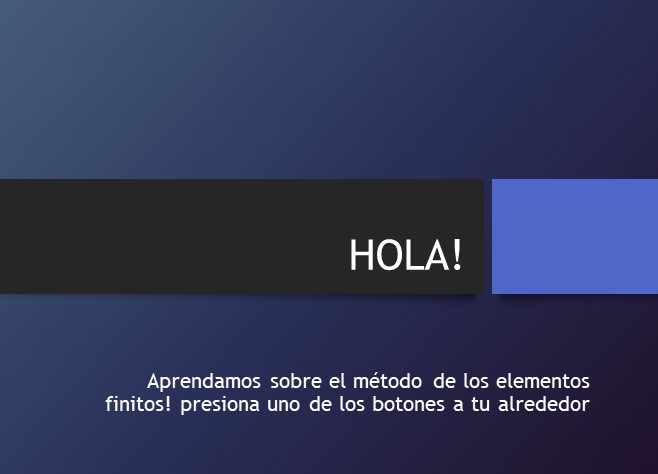 HOLA!
Aprendamos sobre el método de los elementos
finitos! presiona uno de los botones a tu alrededor